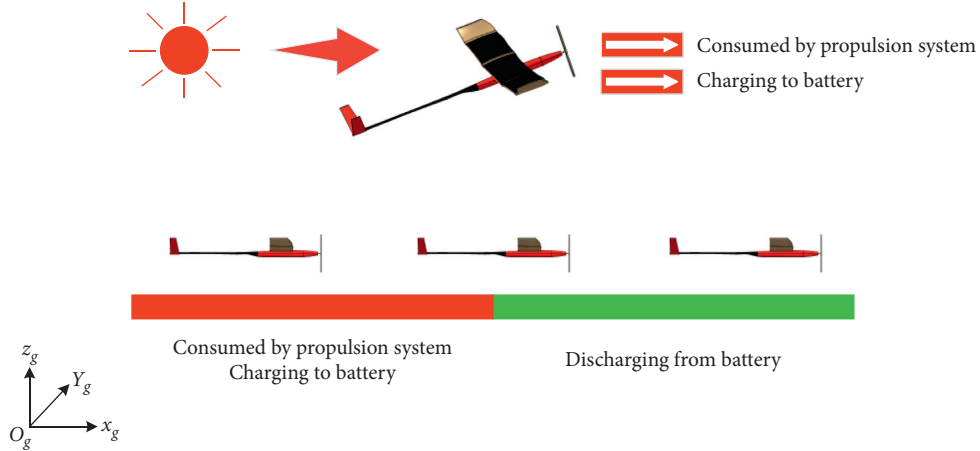 Consumed by propulsion system
Charging to battery
Consumed by propulsion system
Charging to battery
Discharging from battery
z_g
Y_g
O_g
x_g